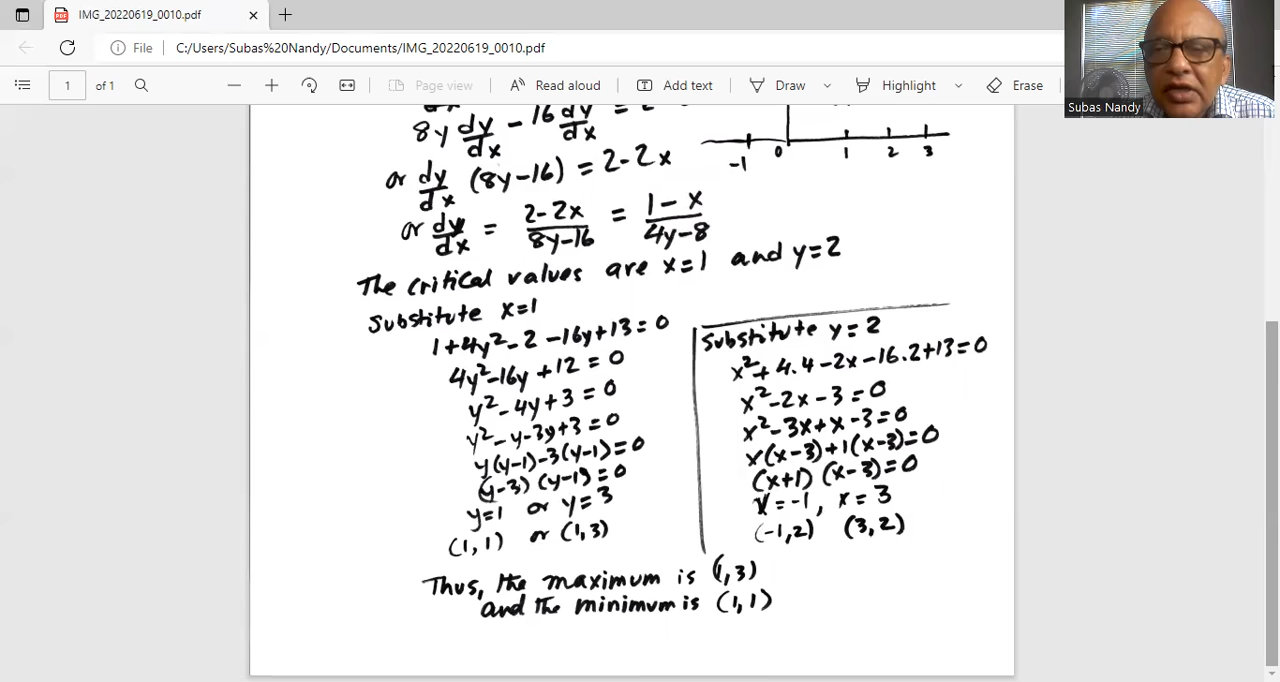 IMG_20220619_0010.pdf
File C:/Users/Subas%20Nandy/Documents/IMG_20220619_0010.pdf
1 of 1 Page view Read aloud Add text Draw Highlight Erase
Subas Nandy
8y dy/dx - 16 dy/dx = 2
-1 0 1 2 3
or dy/dx (8y-16) = 2-2x
or dy/dx = 2-2x/8y-16 = 1-x/4y-8
The critical values are x=1 and y=2
Substitute x=1
1+4y²-2-16y+13=0
4y²-16y+12=0
y²-4y+3=0
y²-y-3y+3=0
y(y-1)-3(y-1)=0
(y-3)(y-1)=0
y=1 or y=3
(1,1) or (1,3)
Substitute y=2
x²+4.4-2x-16.2+13=0
x²-2x-3=0
x²-3x+x-3=0
x(x-3)+1(x-3)=0
(x+1)(x-3)=0
x=-1, x=3
(-1,2) (3,2)
Thus, the maximum is (1,3)
and the minimum is (1,1)